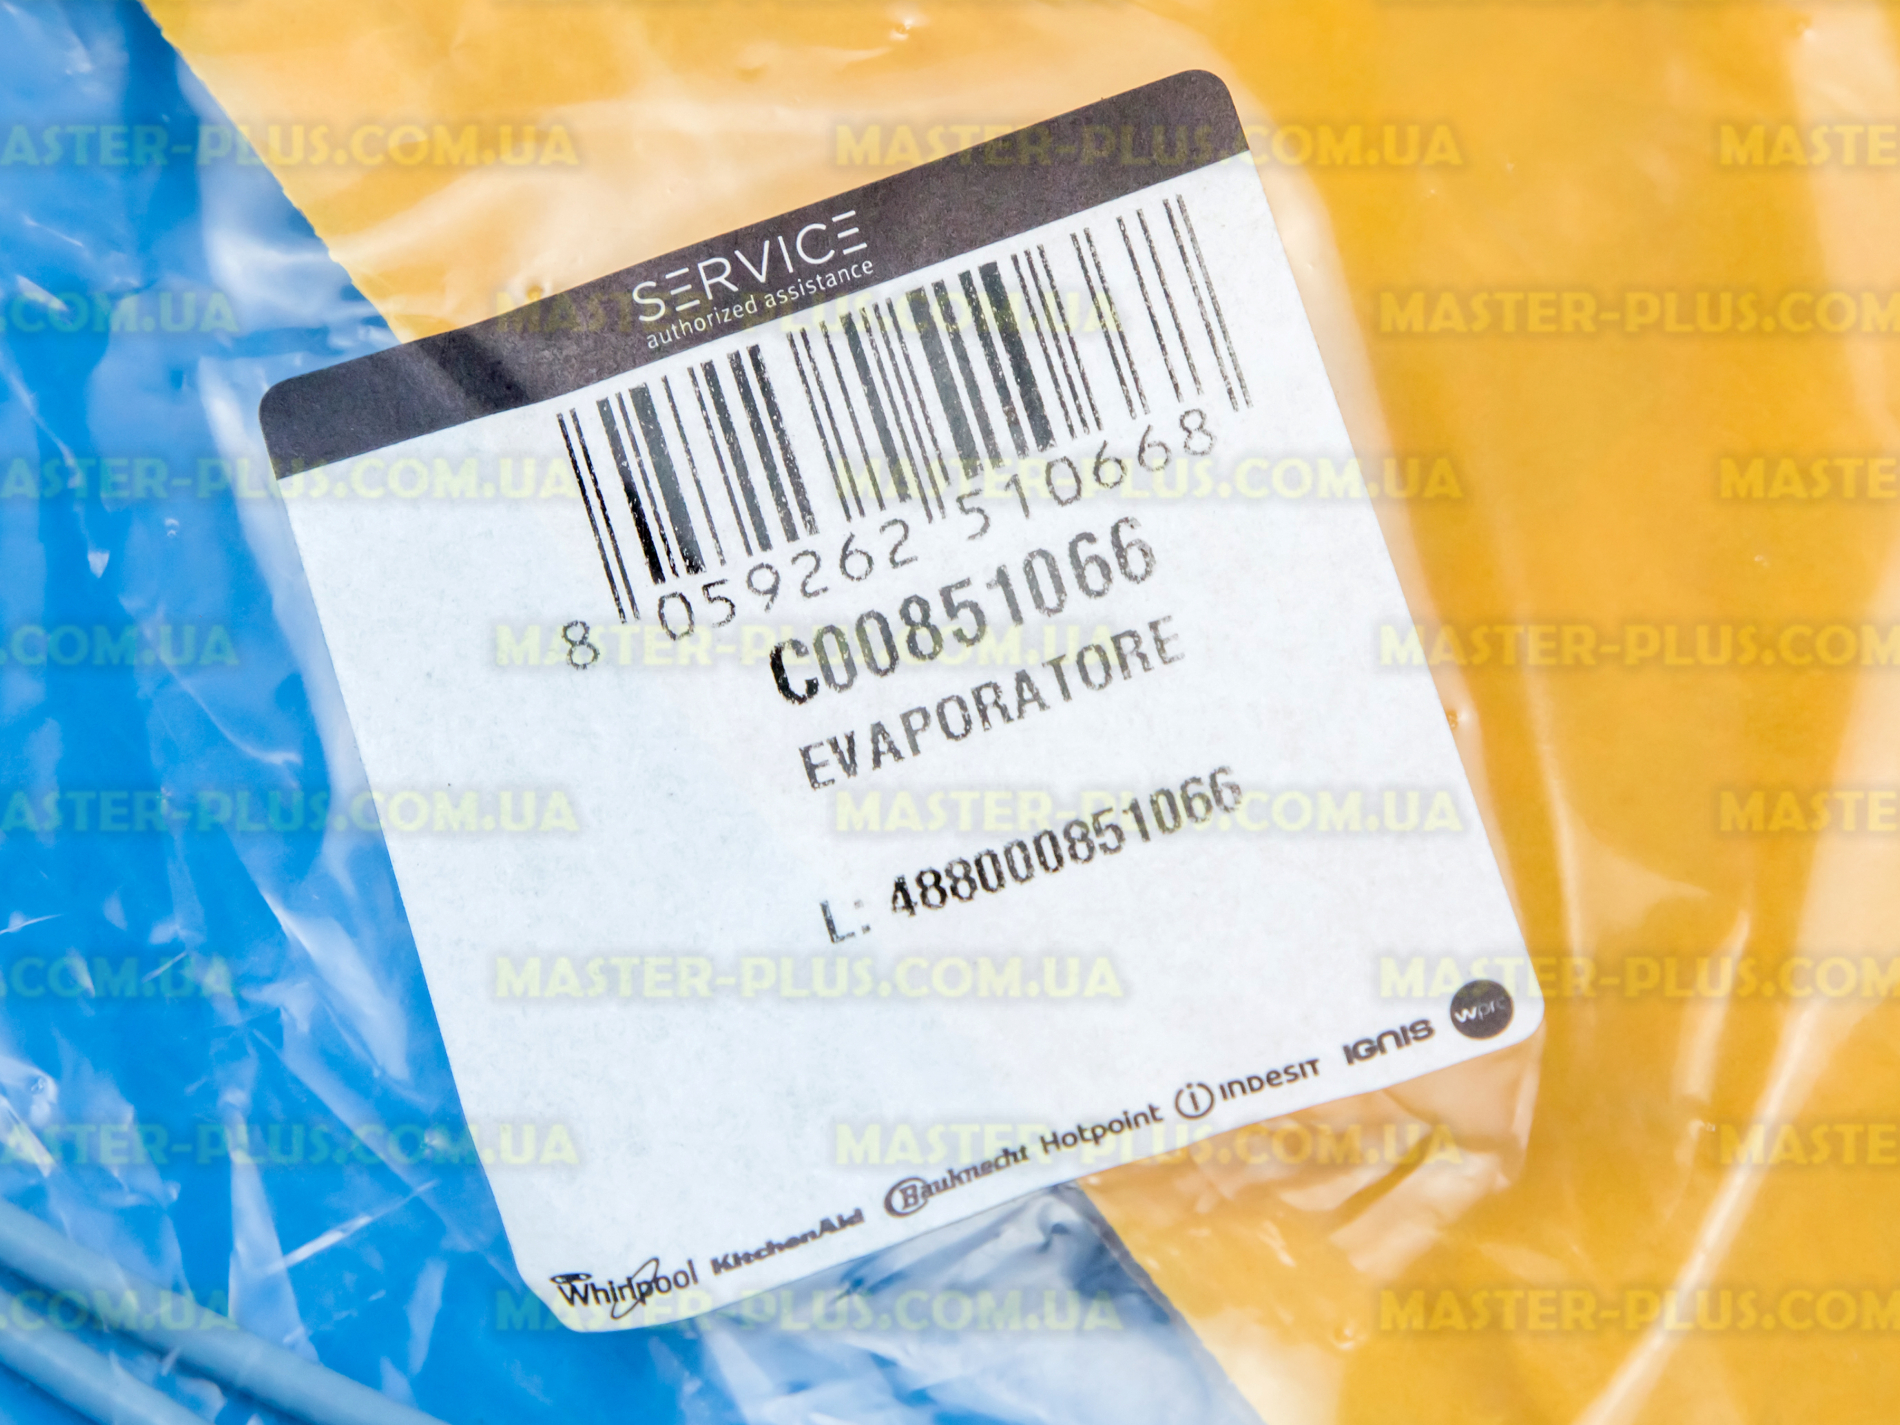 SERVICE
authorized assistance
8 059262 510668
C00851066
EVAPORATORE
L: 488000851066
Whirlpool KitchenAid Bauknecht Hotpoint i INDESIT IGNIS wpro
MASTER-PLUS.COM.UA